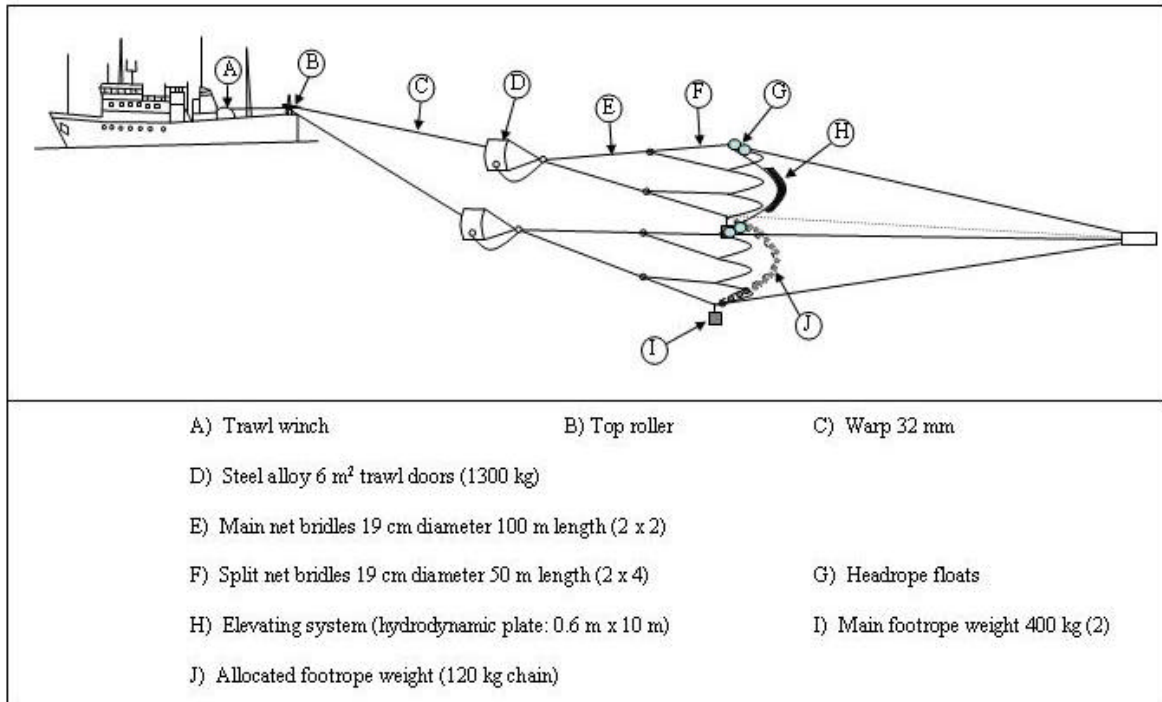 A
B
C
D
E
F
G
H
I
J
A) Trawl winch B) Top roller C) Warp 32 mm
D) Steel alloy 6 m² trawl doors (1300 kg)
E) Main net bridles 19 cm diameter 100 m length (2 x 2)
F) Split net bridles 19 cm diameter 50 m length (2 x 4) G) Headrope floats
H) Elevating system (hydrodynamic plate: 0.6 m x 10 m) I) Main footrope weight 400 kg (2)
J) Allocated footrope weight (120 kg chain)